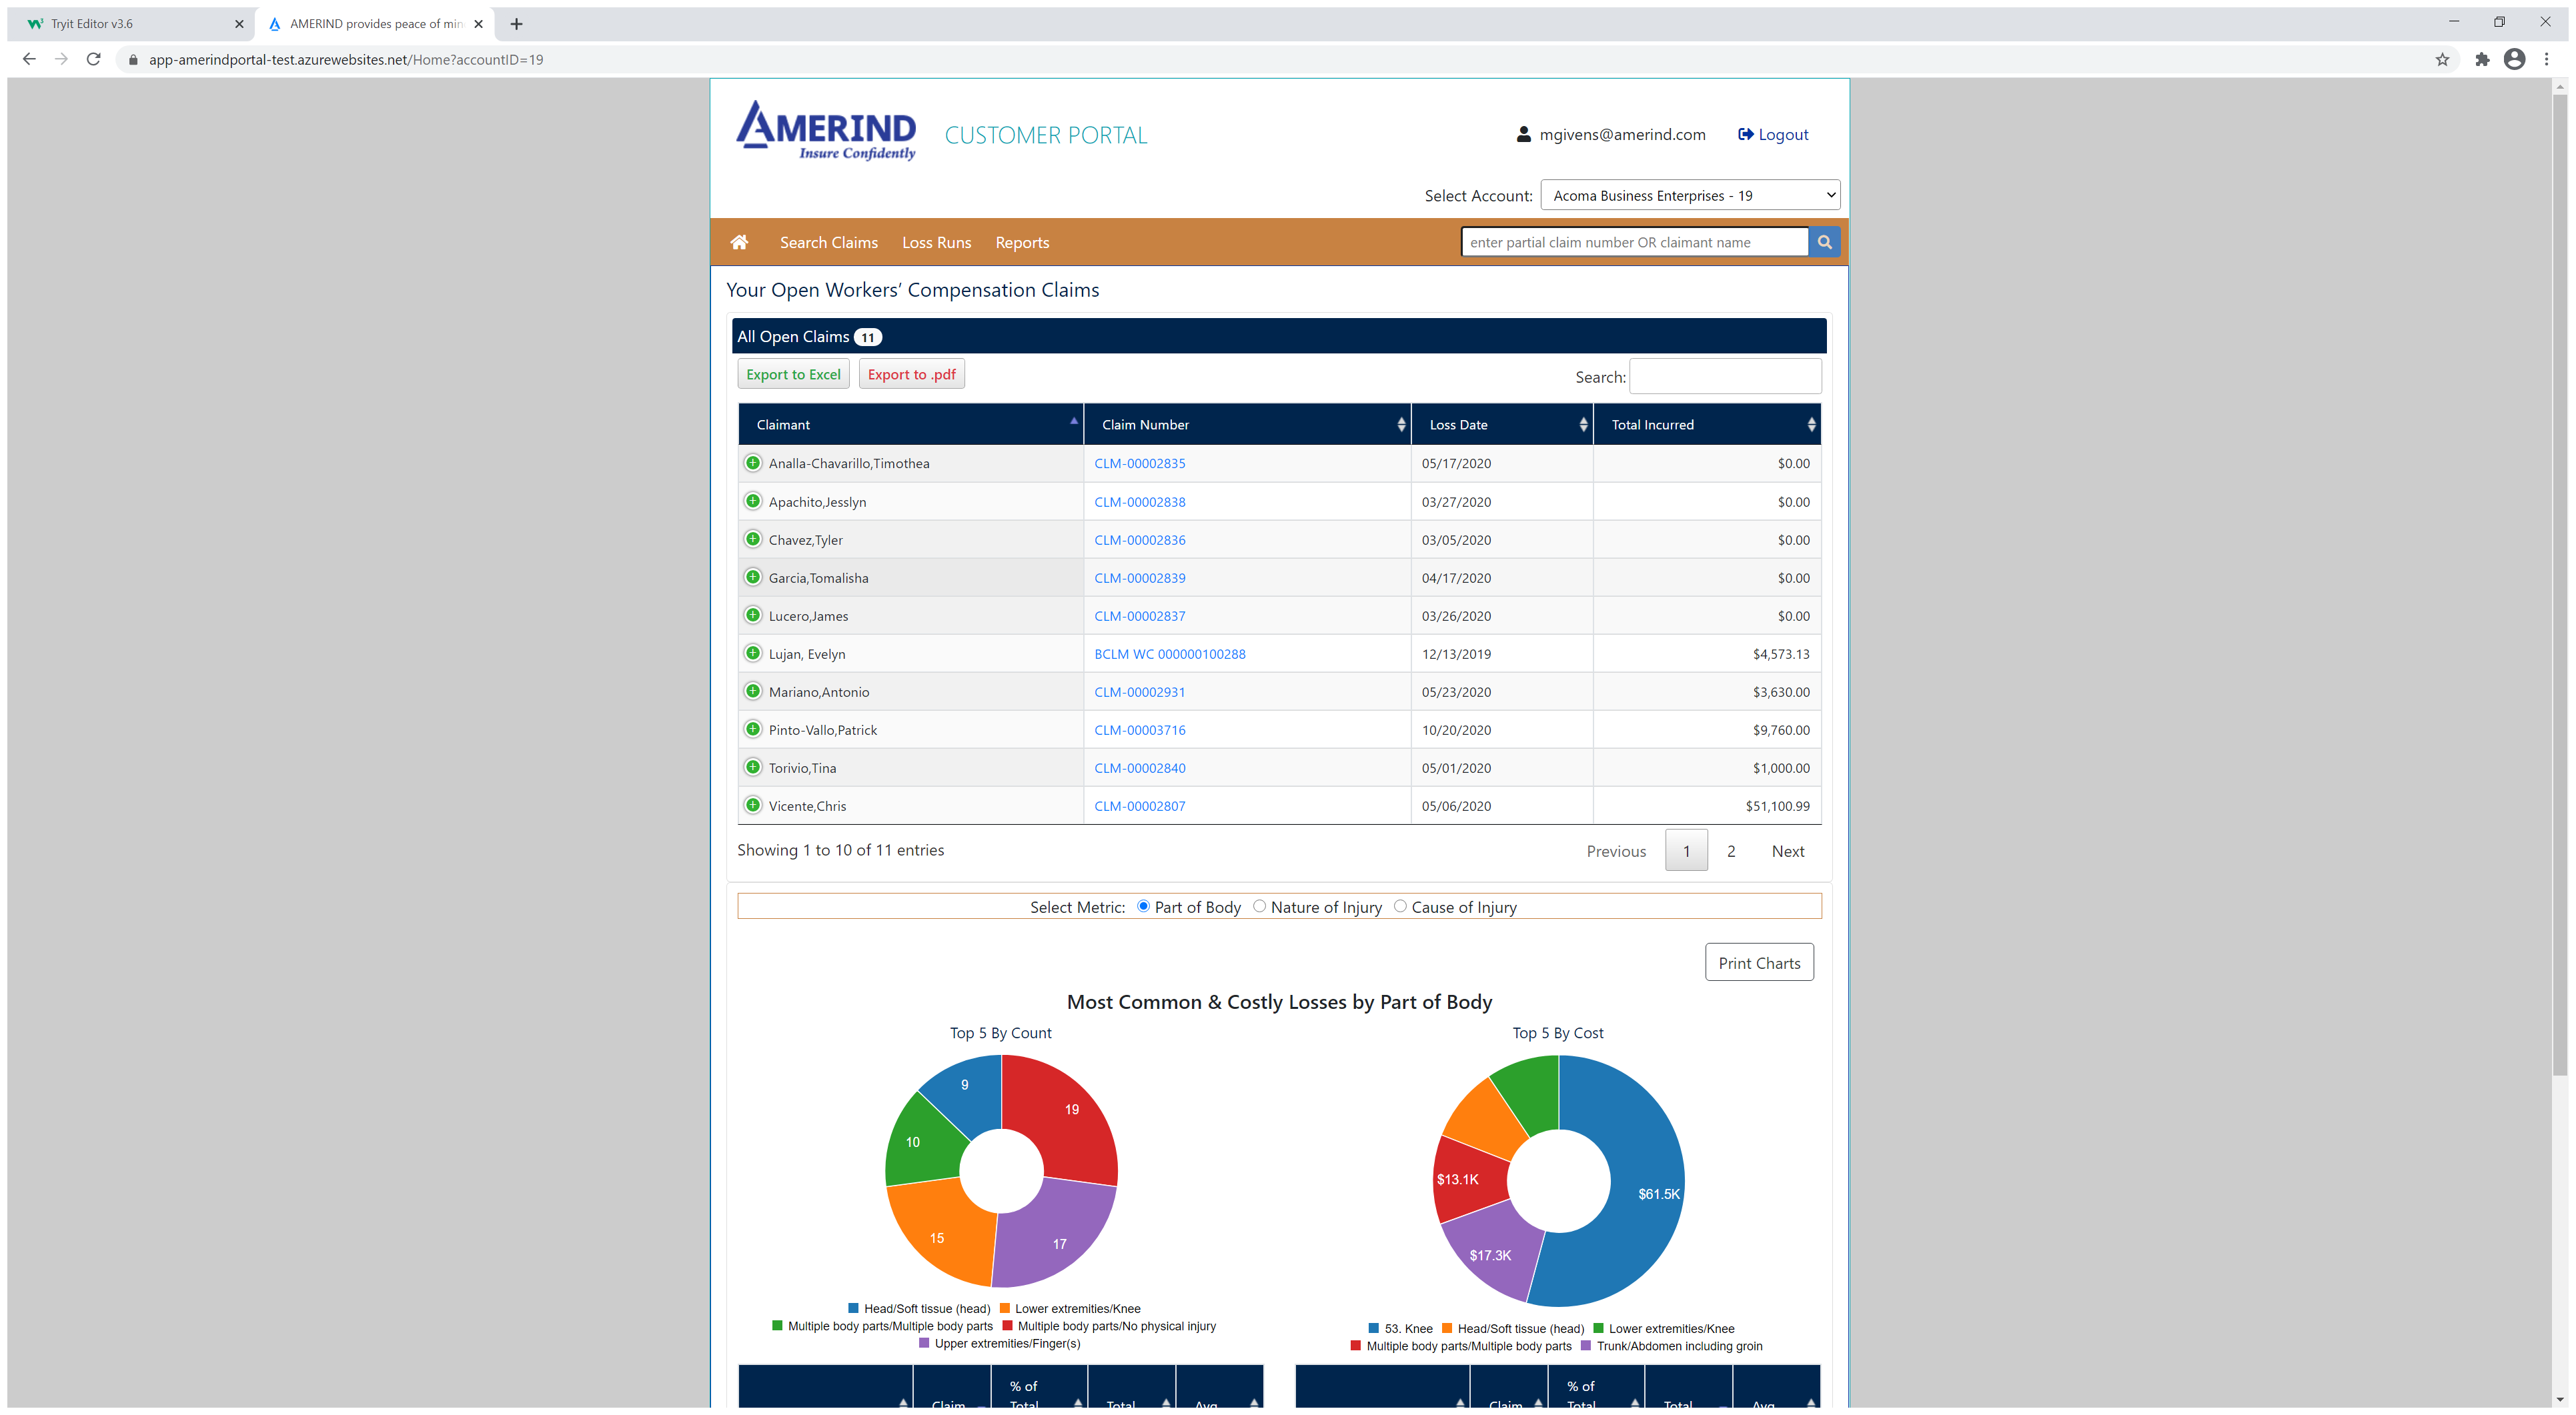 Tryit Editor v3.6
AMERIND provides peace of min
app-amerindportal-test.azurewebsites.net/Home?accountID=19
AMERIND
Insure Confidently
CUSTOMER PORTAL
mgivens@amerind.com
Logout
Select Account: Acoma Business Enterprises - 19
Search Claims Loss Runs Reports
enter partial claim number OR claimant name
Your Open Workers’ Compensation Claims
All Open Claims 11
Export to Excel Export to .pdf Search:
Claimant Claim Number Loss Date Total Incurred
Analla-Chavarillo,Timothea CLM-00002835 05/17/2020 $0.00
Apachito,Jesslyn CLM-00002838 03/27/2020 $0.00
Chavez,Tyler CLM-00002836 03/05/2020 $0.00
Garcia,Tomalisha CLM-00002839 04/17/2020 $0.00
Lucero,James CLM-00002837 03/26/2020 $0.00
Lujan, Evelyn BCLM WC 000000100288 12/13/2019 $4,573.13
Mariano,Antonio CLM-00002931 05/23/2020 $3,630.00
Pinto-Vallo,Patrick CLM-00003716 10/20/2020 $9,760.00
Torivio,Tina CLM-00002840 05/01/2020 $1,000.00
Vicente,Chris CLM-00002807 05/06/2020 $51,100.99
Showing 1 to 10 of 11 entries Previous 1 2 Next
Select Metric: Part of Body Nature of Injury Cause of Injury
Print Charts
Most Common & Costly Losses by Part of Body
Top 5 By Count
9
19
10
15
17
Head/Soft tissue (head) Lower extremities/Knee
Multiple body parts/Multiple body parts Multiple body parts/No physical injury
Upper extremities/Finger(s)
Top 5 By Cost
$13.1K
$61.5K
$17.3K
53. Knee Head/Soft tissue (head) Lower extremities/Knee
Multiple body parts/Multiple body parts Trunk/Abdomen including groin
% of
Claim Total Total Avg
% of
Claim Total Total Avg